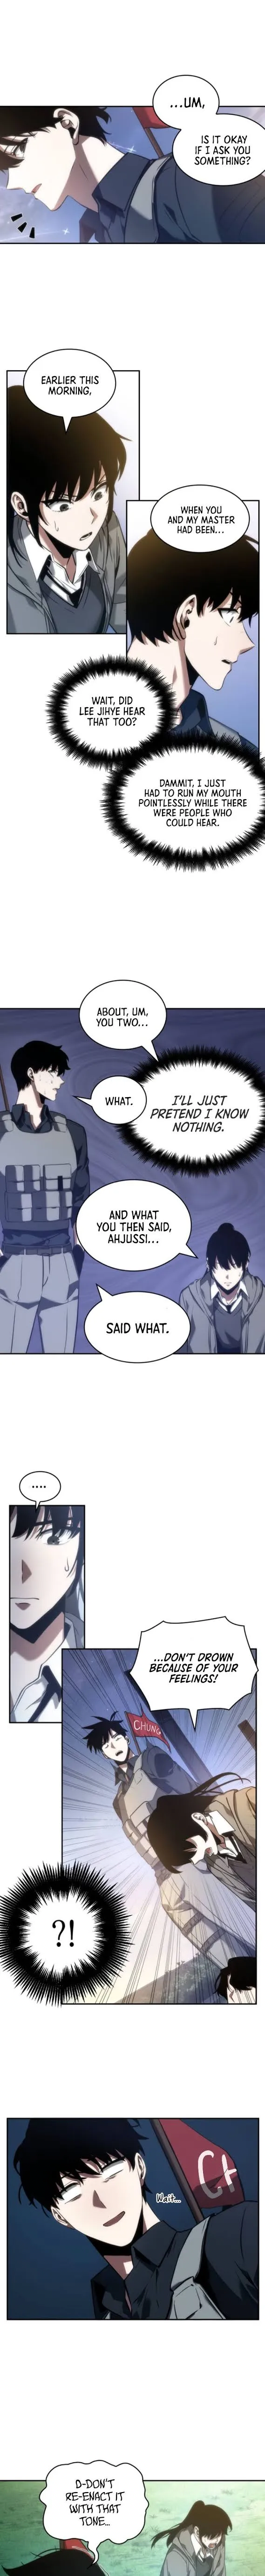 ...UM,
IS IT OKAY
IF I ASK YOU
SOMETHING?
EARLIER THIS
MORNING,
WHEN YOU
AND MY MASTER
HAD BEEN...
WAIT, DID
LEE JIHYE HEAR
THAT TOO?
DAMMIT, I JUST
HAD TO RUN MY MOUTH
POINTLESSLY WHILE THERE
WERE PEOPLE WHO
COULD HEAR.
ABOUT, UM,
YOU TWO...
I'LL JUST
PRETEND I KNOW
NOTHING.
WHAT.
AND WHAT
YOU THEN SAID,
AHJUSSI...
SAID WHAT.
....
...DON'T DROWN
BECAUSE OF YOUR
FEELINGS!
CHUNG
?!
CH
Wait...
D-DON'T
RE-ENACT IT
WITH THAT
TONE...